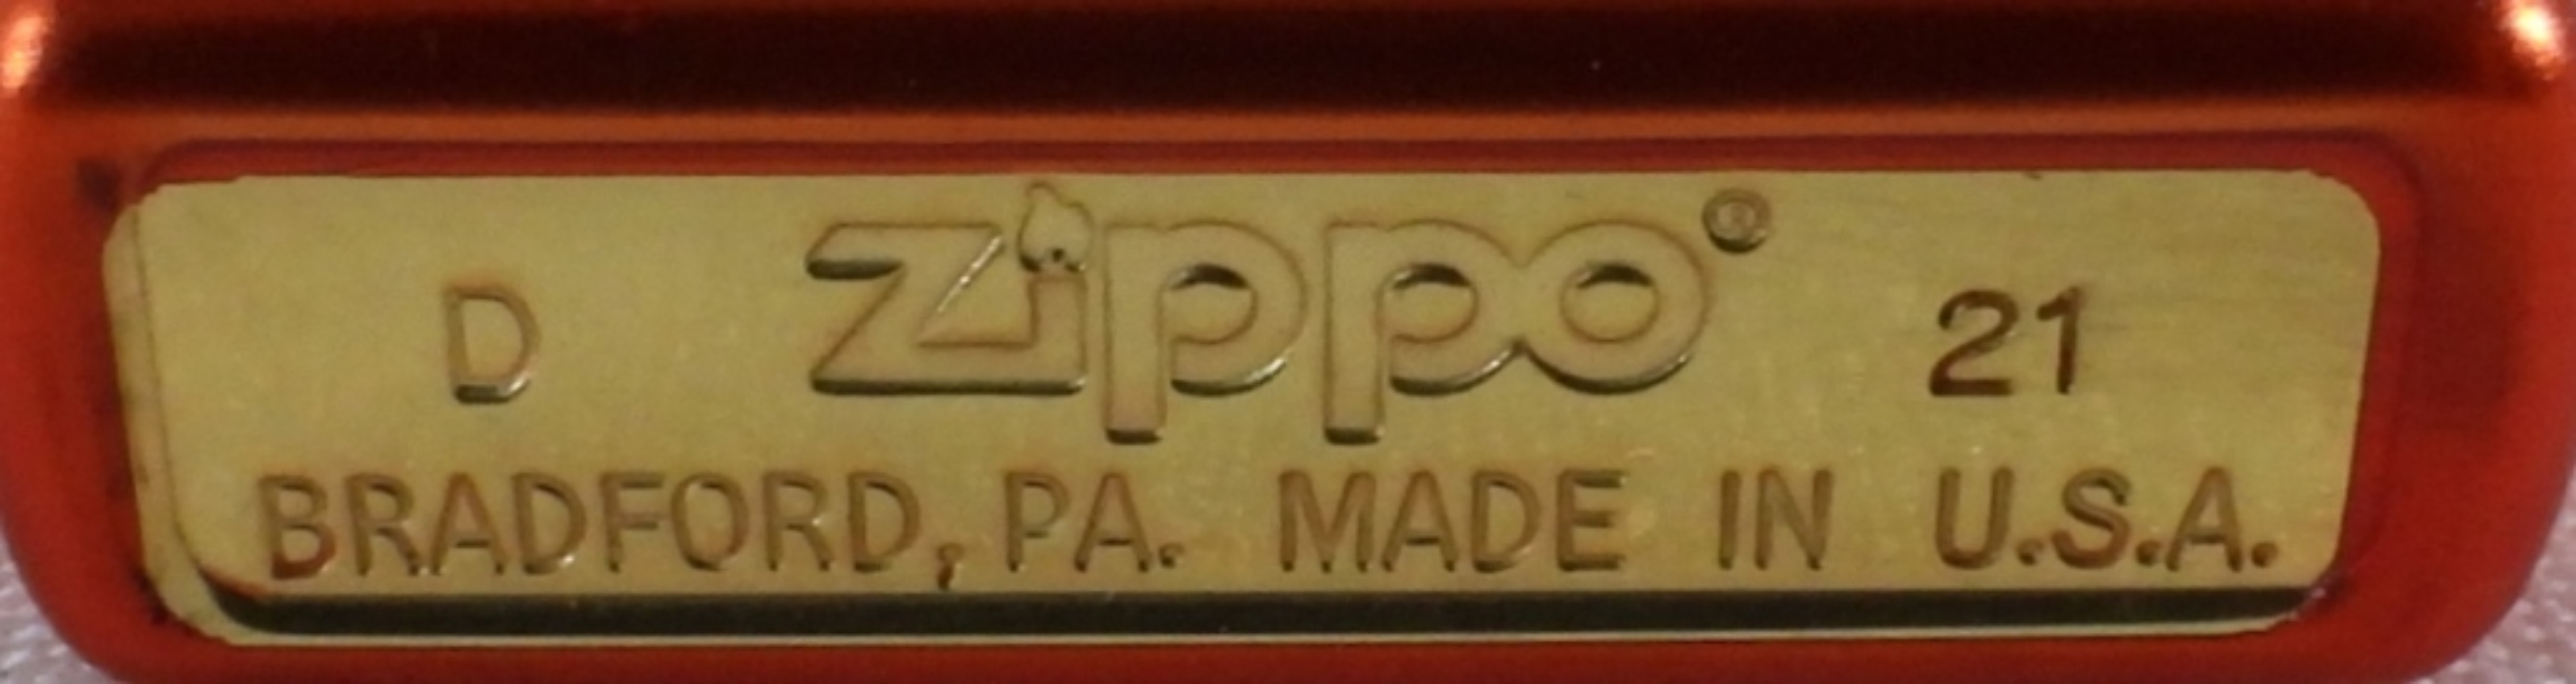 D zippo® 21
BRADFORD, PA. MADE IN U.S.A.